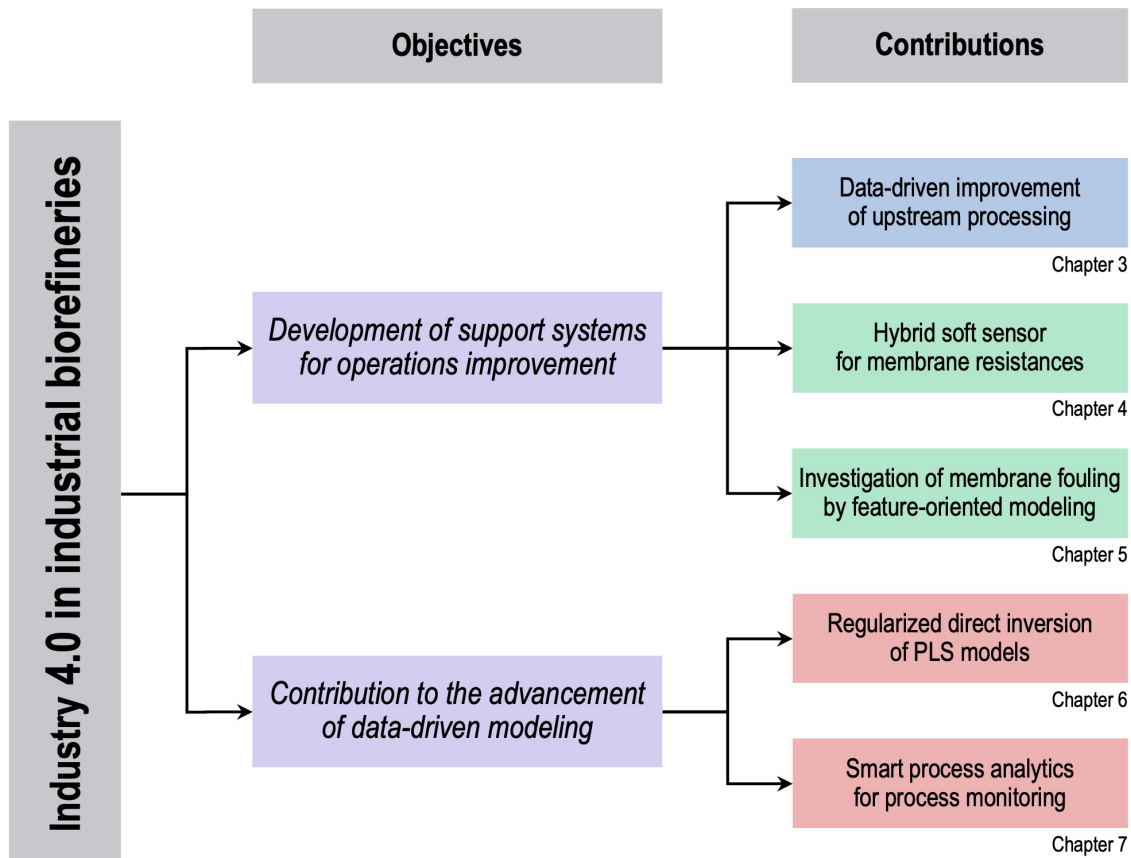 Objectives
Contributions
Industry 4.0 in industrial biorefineries
Development of support systems
for operations improvement
Data-driven improvement
of upstream processing
Chapter 3
Hybrid soft sensor
for membrane resistances
Chapter 4
Investigation of membrane fouling
by feature-oriented modeling
Chapter 5
Contribution to the advancement
of data-driven modeling
Regularized direct inversion
of PLS models
Chapter 6
Smart process analytics
for process monitoring
Chapter 7